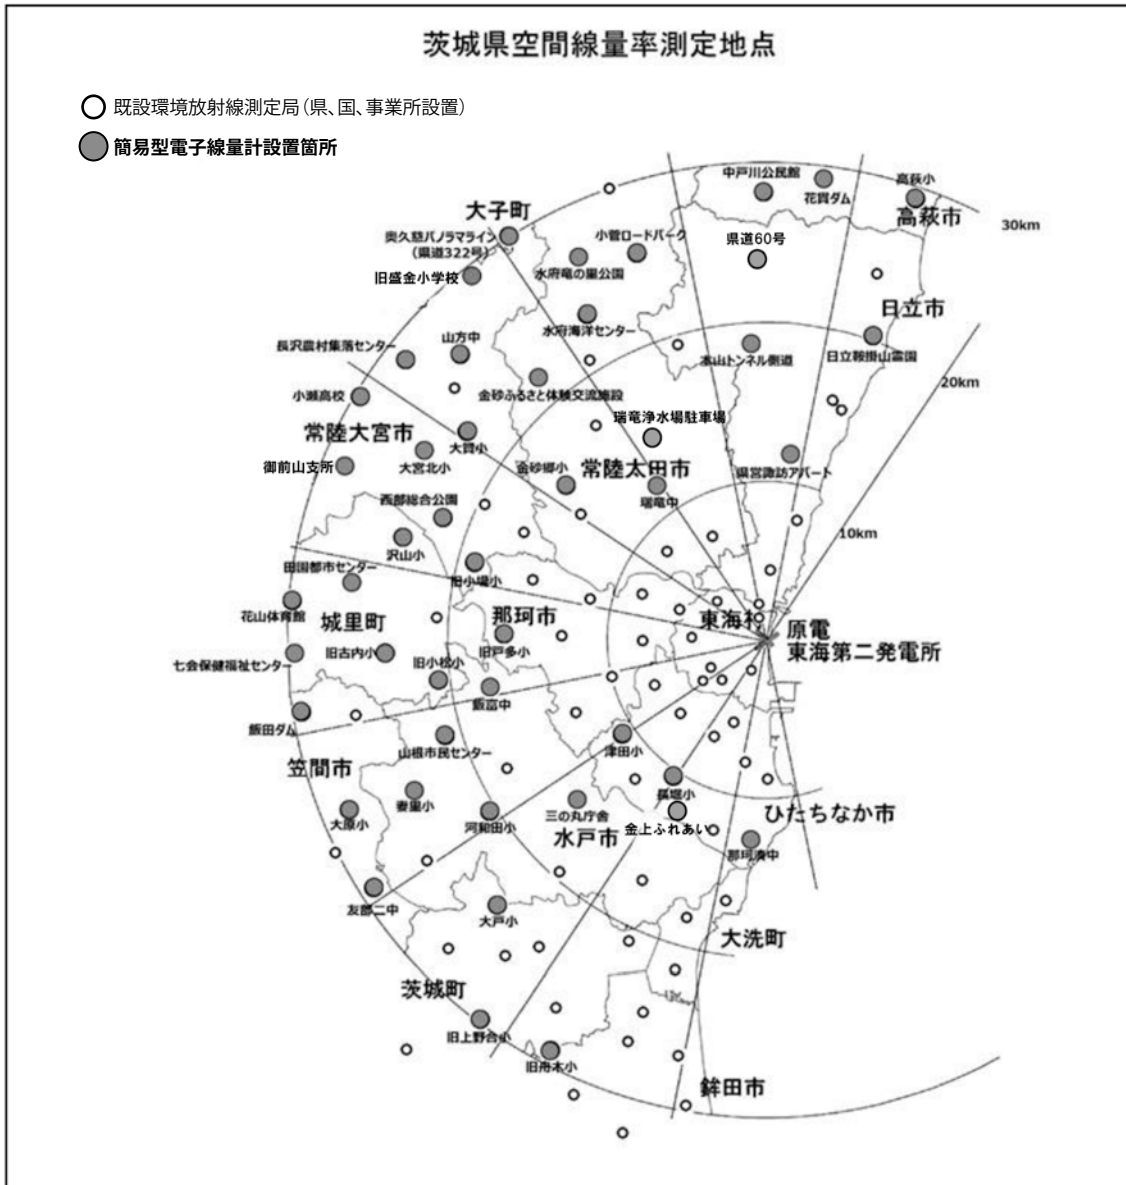 茨城県空間線量率測定地点
既設環境放射線測定局（県、国、事業所設置）
簡易型電子線量計設置箇所
中戸川公民館
花貫ダム
高萩小
高萩市
30km
大子町
奥久慈パノラマライン
（県道322号）
小菅ロードパーク
県道60号
旧盛金小学校
水府竜の里公園
日立市
水府海洋センター
長沢農村集落センター
山方中
本山トンネル側道
日立鞍掛山霊園
20km
小瀬高校
金砂ふるさと体験交流施設
瑞竜浄水場駐車場
常陸大宮市
大賀小
御前山支所
大宮北小
金砂郷小
常陸太田市
県営諏訪アパート
瑞竜中
西部総合公園
10km
沢山小
田園都市センター
旧小場小
花山体育館
城里町
那珂市
東海村
原電
東海第二発電所
旧戸多小
七会保健福祉センター
旧古内小
旧小松小
飯富中
飯田ダム
山根市民センター
津田小
笠間市
妻里小
長堀小
大原小
河和田小
三の丸庁舎
水戸市
金上ふれあい
ひたちなか市
那珂湊中
友部二中
大戸小
大洗町
茨城町
旧上野合小
旧舟木小
鉾田市